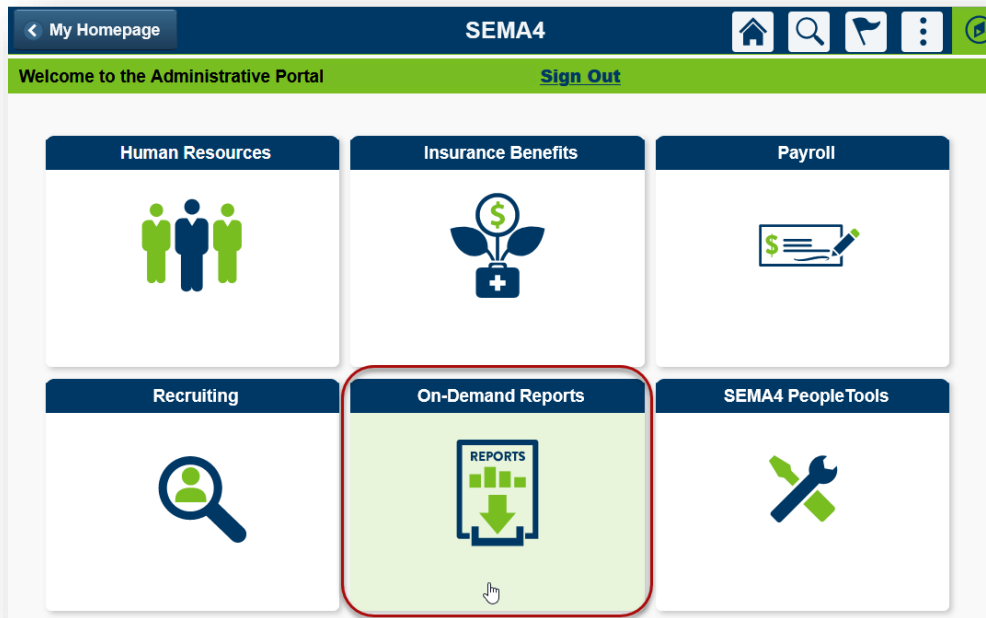 My Homepage
SEMA4
Welcome to the Administrative Portal
Sign Out
Human Resources
Insurance Benefits
Payroll
$
$
Recruiting
On-Demand Reports
SEMA4 PeopleTools
REPORTS